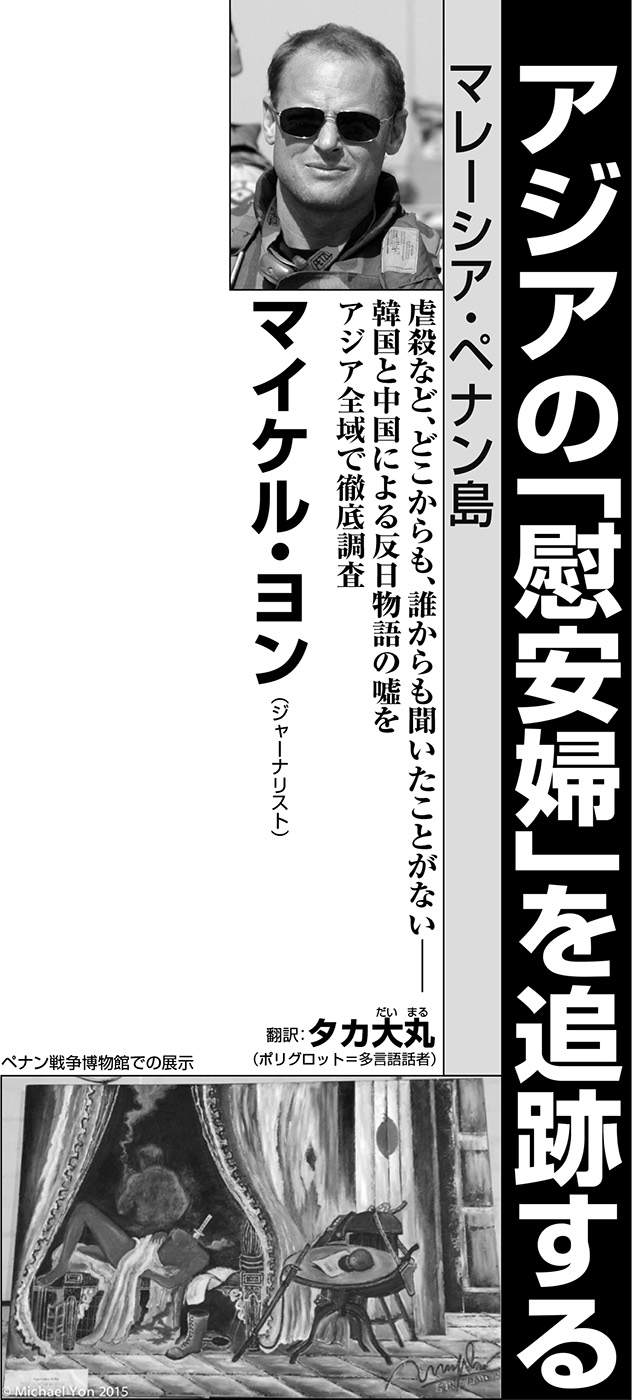 アジアの「慰安婦」を追跡する
マレーシア・ペナン島
虐殺など、どこからも、誰からも聞いたことがない――
韓国と中国による反日物語の嘘を
アジア全域で徹底調査
マイケル・ヨン
（ジャーナリスト）
翻訳：タカ大丸
だい まる
（ポリグロット＝多言語話者）
ペナン戦争博物館での展示
PETZL
© Michael Yon 2015